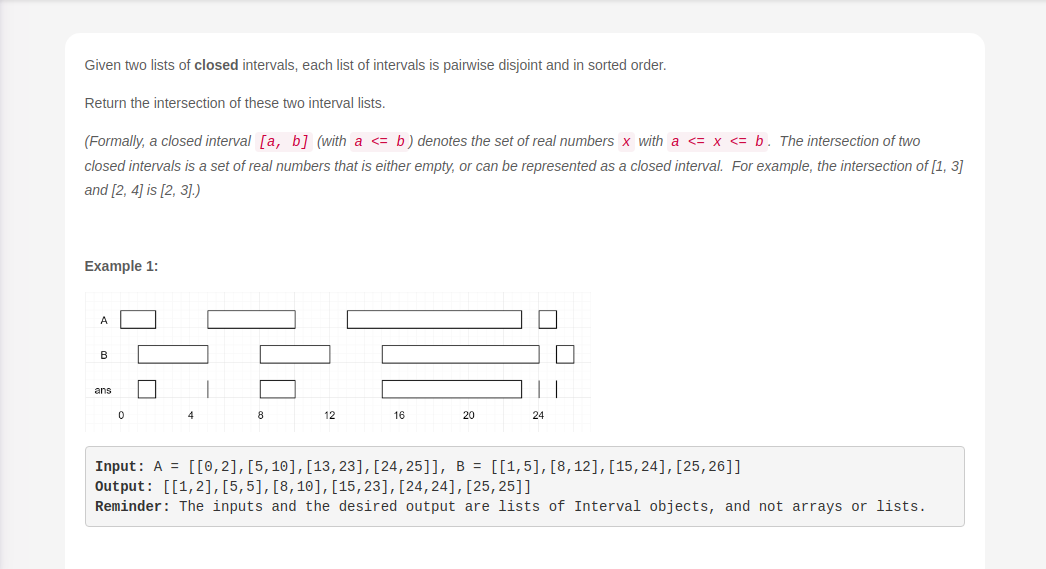 Given two lists of closed intervals, each list of intervals is pairwise disjoint and in sorted order.
Return the intersection of these two interval lists.
(Formally, a closed interval [a, b] (with a <= b) denotes the set of real numbers x with a <= x <= b.  The intersection of two
closed intervals is a set of real numbers that is either empty, or can be represented as a closed interval.  For example, the intersection of [1, 3]
and [2, 4] is [2, 3].)
Example 1:
A
B
ans
0 4 8 12 16 20 24
Input: A = [[0,2],[5,10],[13,23],[24,25]], B = [[1,5],[8,12],[15,24],[25,26]]
Output: [[1,2],[5,5],[8,10],[15,23],[24,24],[25,25]]
Reminder: The inputs and the desired output are lists of Interval objects, and not arrays or lists.